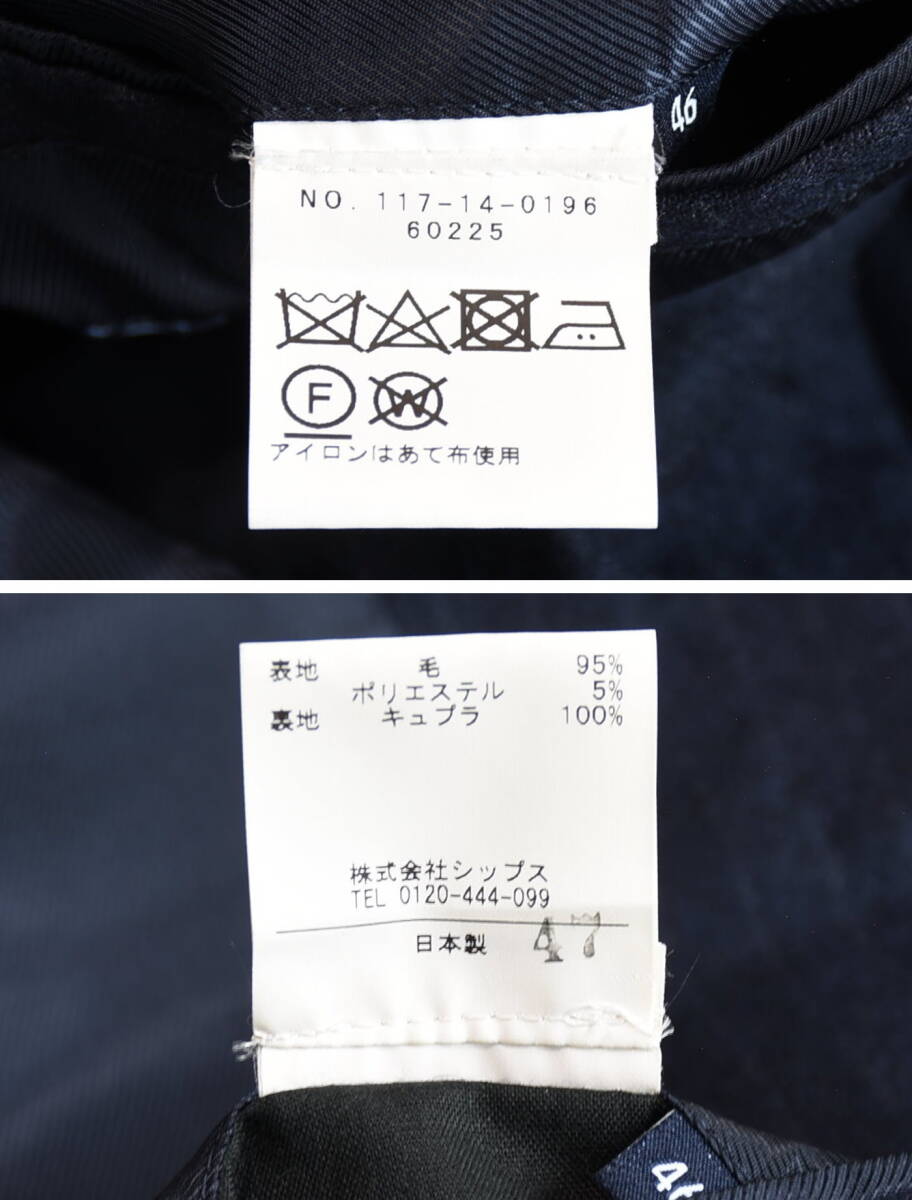 46
NO. 117-14-0196
60225
F
W
アイロンはあて布使用
表地 毛 95%
ポリエステル 5%
裏地 キュプラ 100%
株式会社シップス
TEL 0120-444-099
日本製 47